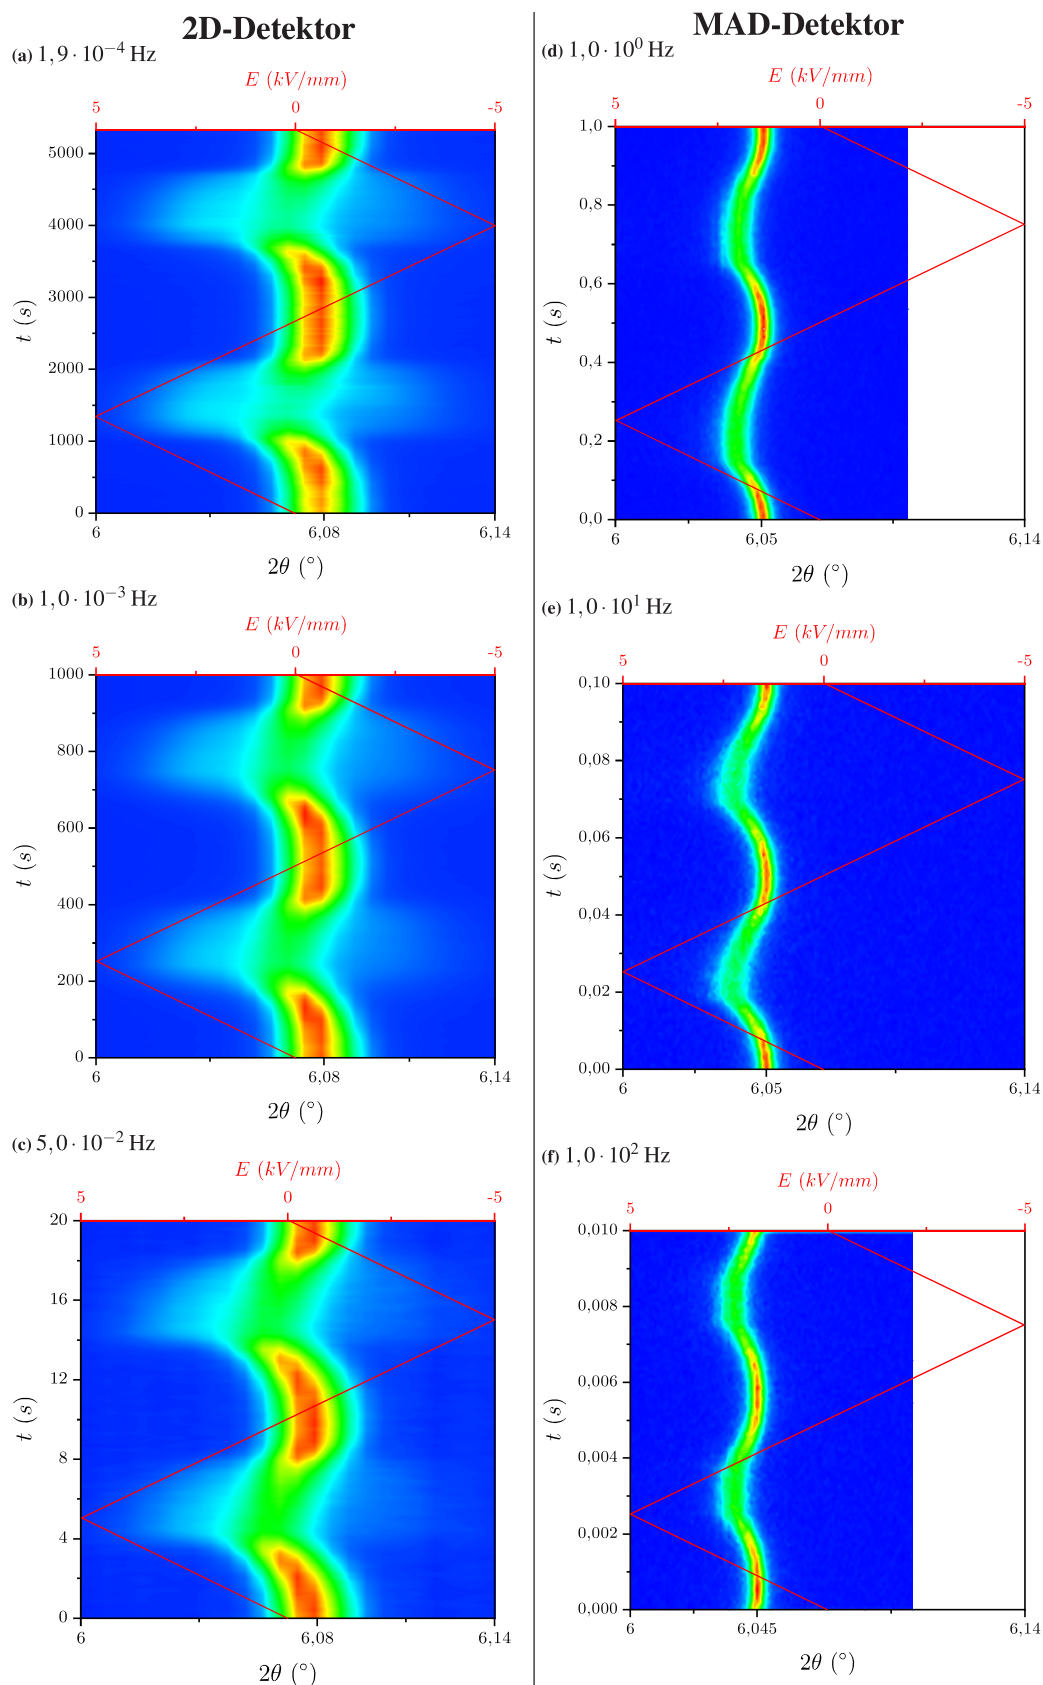 2D-Detektor
(a) 1,9 · 10⁻⁴ Hz
E (kV/mm)
5 0 -5
5000
4000
3000
2000
1000
0
t (s)
6 6,08 6,14
2θ (°)
(b) 1,0 · 10⁻³ Hz
E (kV/mm)
5 0 -5
1000
800
600
400
200
0
t (s)
6 6,08 6,14
2θ (°)
(c) 5,0 · 10⁻² Hz
E (kV/mm)
5 0 -5
20
16
12
8
4
0
t (s)
6 6,08 6,14
2θ (°)
MAD-Detektor
(d) 1,0 · 10⁰ Hz
E (kV/mm)
5 0 -5
1.0
0,8
0,6
0,4
0,2
0,0
t (s)
6 6,05 6,14
2θ (°)
(e) 1,0 · 10¹ Hz
E (kV/mm)
5 0 -5
0,10
0,08
0,06
0,04
0,02
0,00
t (s)
6 6,05 6,14
2θ (°)
(f) 1,0 · 10² Hz
E (kV/mm)
5 0 -5
0,010
0,008
0,006
0,004
0,002
0,000
t (s)
6 6,045 6,14
2θ (°)